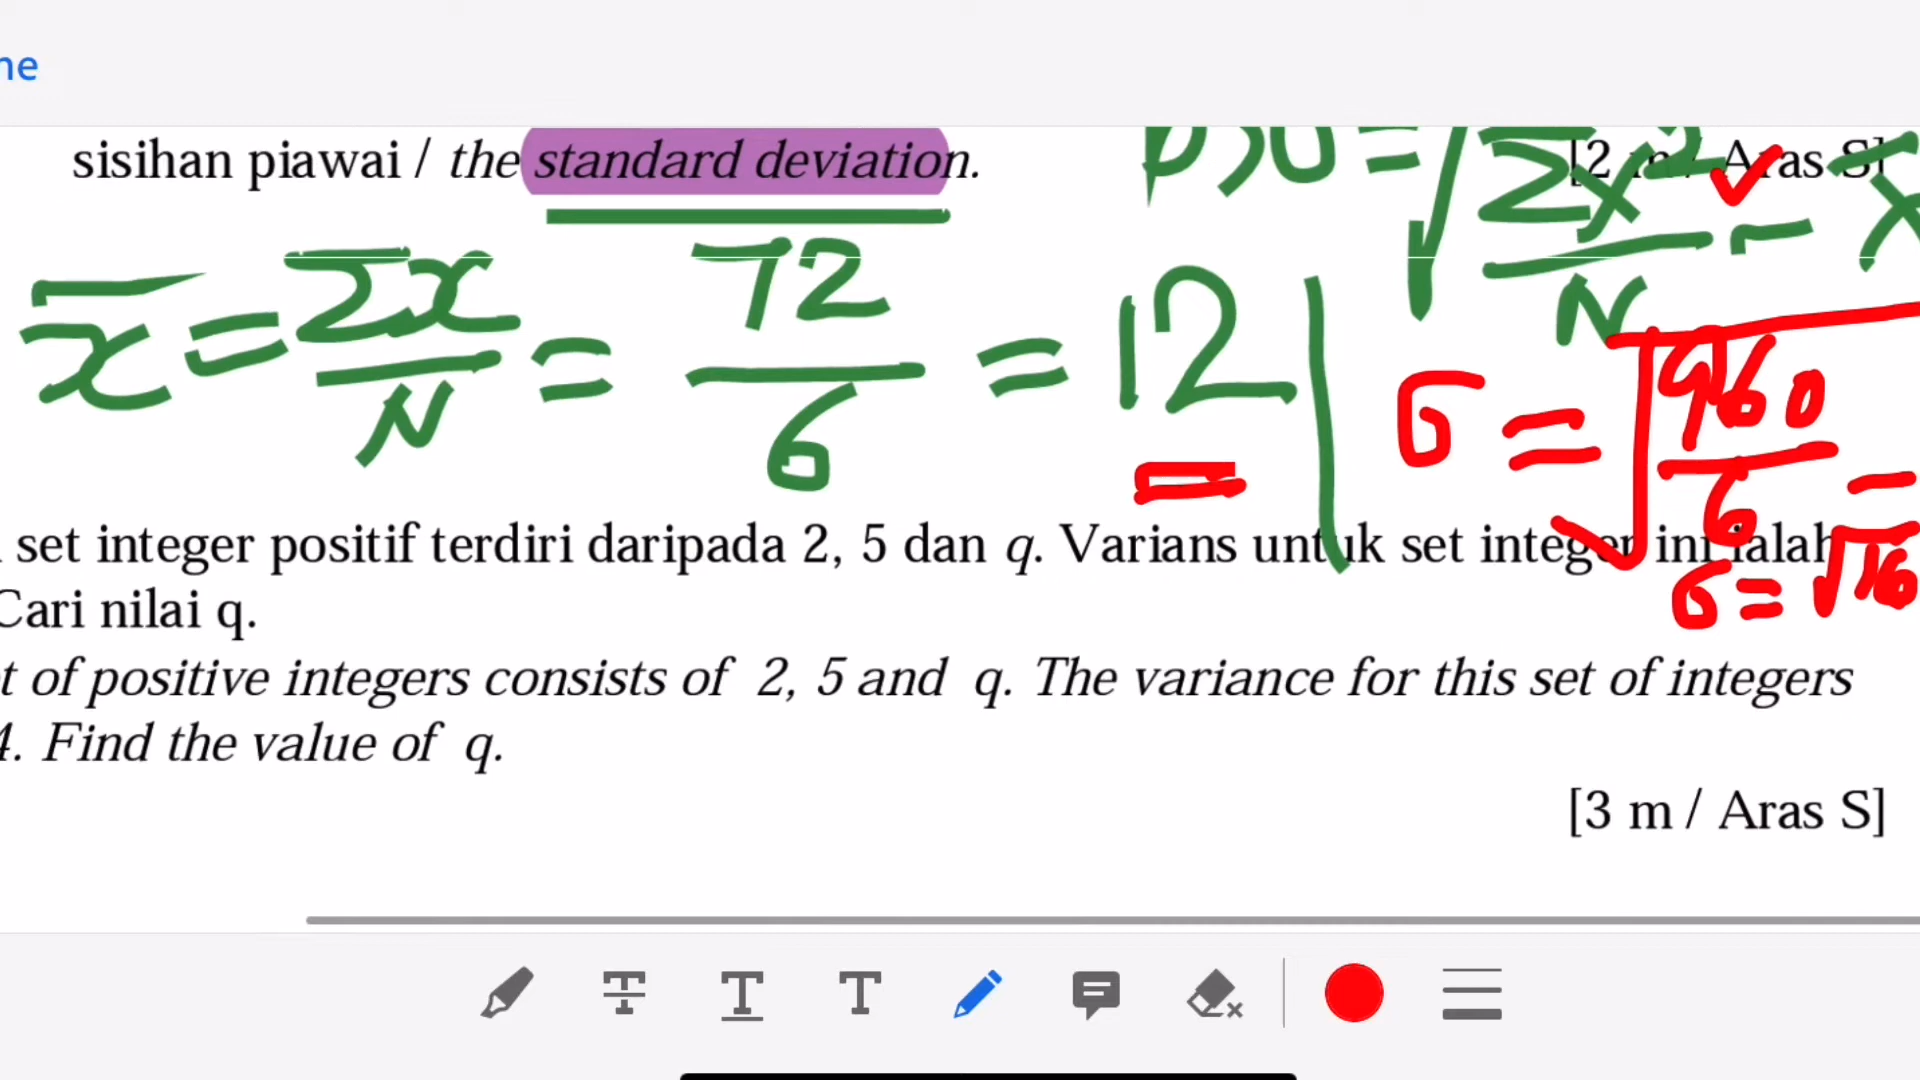 ne
sisihan piawai / the standard deviation.
[2 m / Aras S]
x̄ = Σx/N = 72/6 = 12
Σx²/N - x
σ = √960/6 -
σ = √16
set integer positif terdiri daripada 2, 5 dan q. Varians untuk set integer ini ialah
Cari nilai q.
t of positive integers consists of 2, 5 and q. The variance for this set of integers
4. Find the value of q.
[3 m / Aras S]